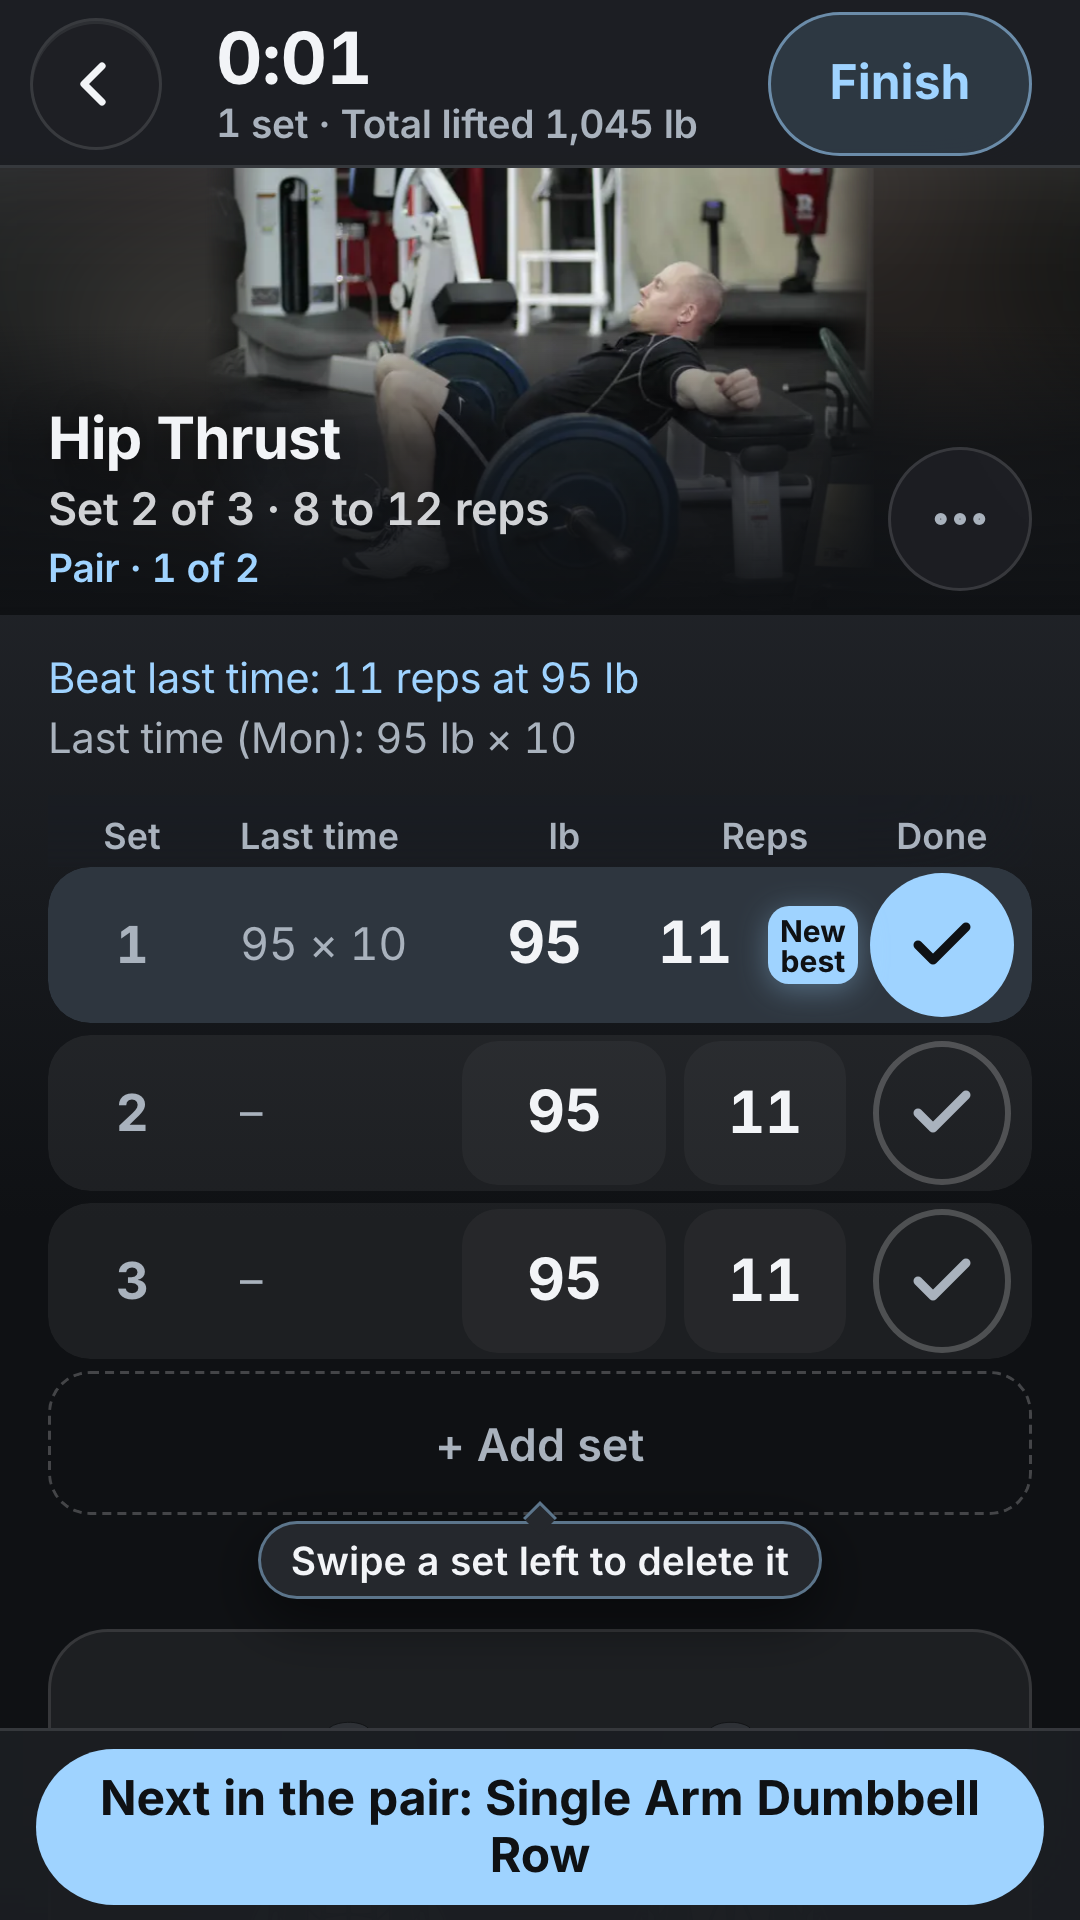 0:01
1 set · Total lifted 1,045 lb
Finish
Hip Thrust
Set 2 of 3 · 8 to 12 reps
Pair · 1 of 2
Beat last time: 11 reps at 95 lb
Last time (Mon): 95 lb × 10
Set Last time lb Reps Done
1 95 × 10 95 11 New best
2 – 95 11
3 – 95 11
+ Add set
Swipe a set left to delete it
Next in the pair: Single Arm Dumbbell
Row